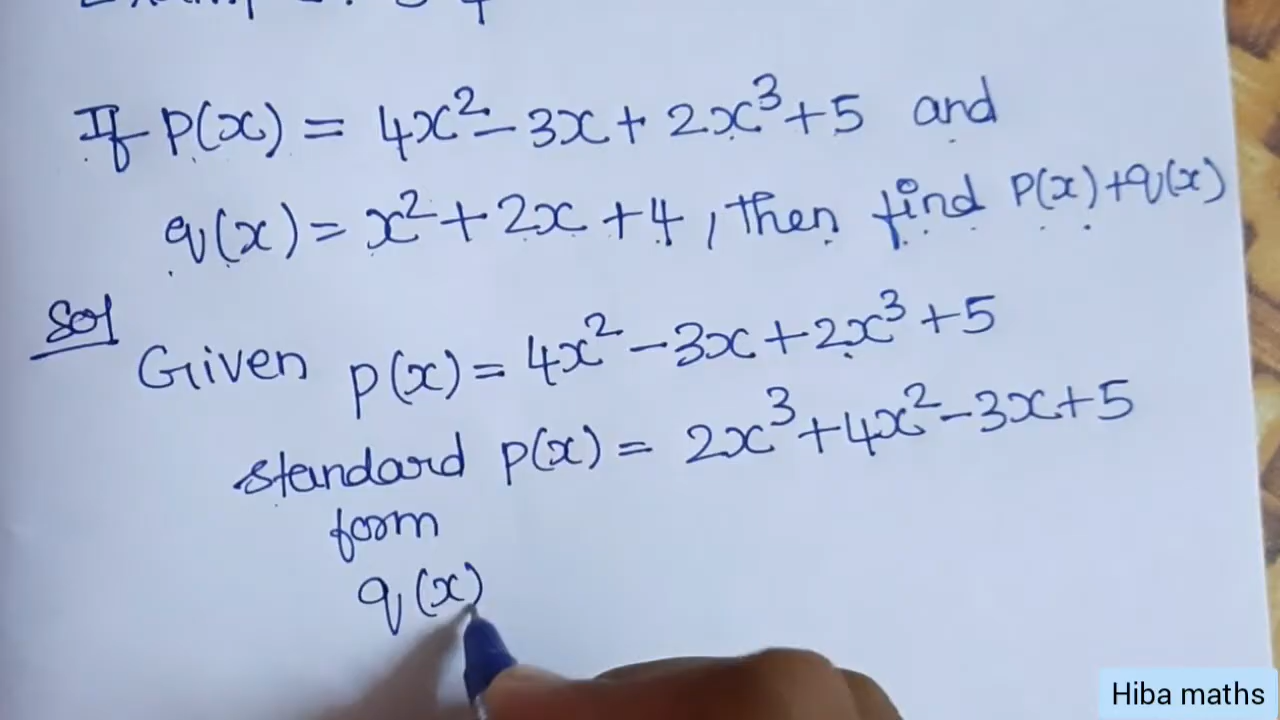 If p(x) = 4x² - 3x + 2x³ + 5 and
q(x) = x² + 2x + 4, then find p(x)+q(x)
Sol
Given p(x) = 4x² - 3x + 2x³ + 5
standard p(x) = 2x³ + 4x² - 3x + 5
form
q(x)
Hiba maths